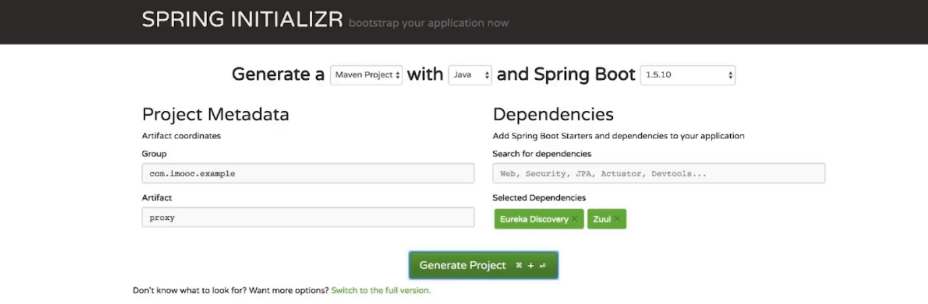 SPRING INITIALIZR bootstrap your application now
Generate a Maven Project with Java and Spring Boot 1.5.10
Project Metadata
Artifact coordinates
Group
com.imooc.example
Artifact
proxy
Dependencies
Add Spring Boot Starters and dependencies to your application
Search for dependencies
Web, Security, JPA, Actuator, Devtools...
Selected Dependencies
Eureka Discovery × Zuul ×
Generate Project ⌘ + ⏎
Don't know what to look for? Want more options? Switch to the full version.